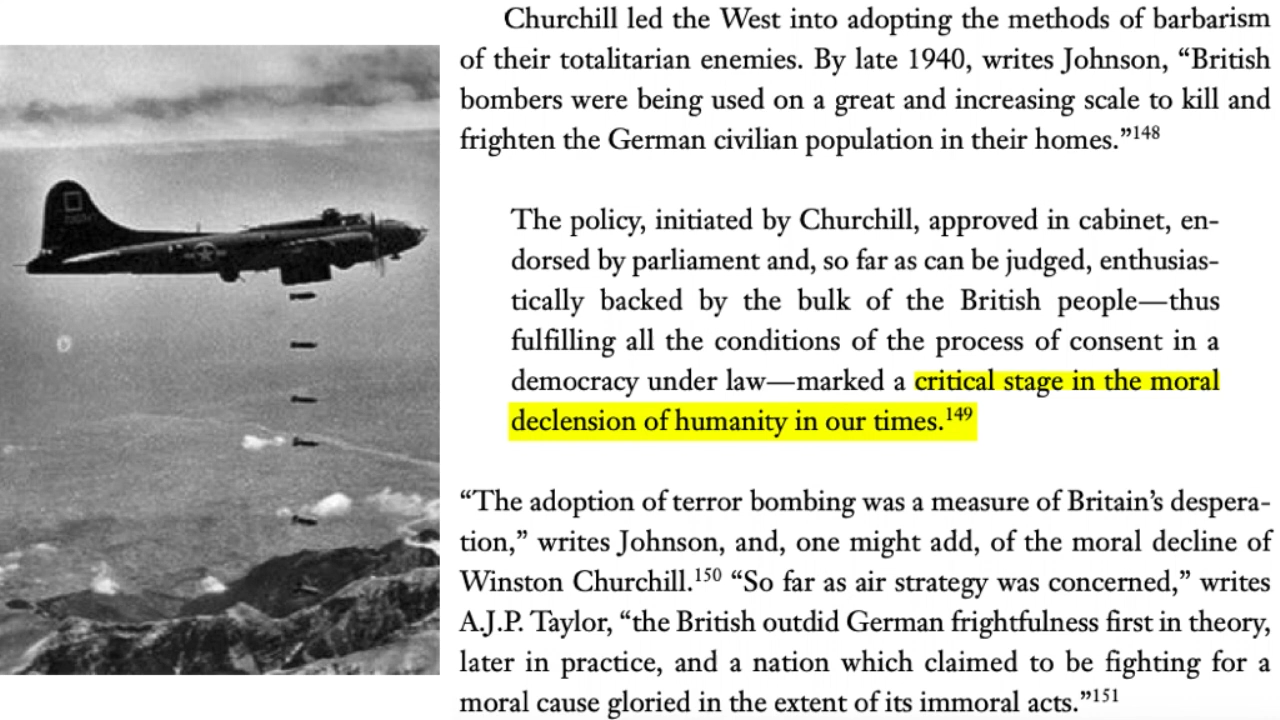 Churchill led the West into adopting the methods of barbarism
of their totalitarian enemies. By late 1940, writes Johnson, “British
bombers were being used on a great and increasing scale to kill and
frighten the German civilian population in their homes.”148
The policy, initiated by Churchill, approved in cabinet, en-
dorsed by parliament and, so far as can be judged, enthusias-
tically backed by the bulk of the British people—thus
fulfilling all the conditions of the process of consent in a
democracy under law—marked a critical stage in the moral
declension of humanity in our times.149
“The adoption of terror bombing was a measure of Britain’s despera-
tion,” writes Johnson, and, one might add, of the moral decline of
Winston Churchill.150 “So far as air strategy was concerned,” writes
A.J.P. Taylor, “the British outdid German frightfulness first in theory,
later in practice, and a nation which claimed to be fighting for a
moral cause gloried in the extent of its immoral acts.”151